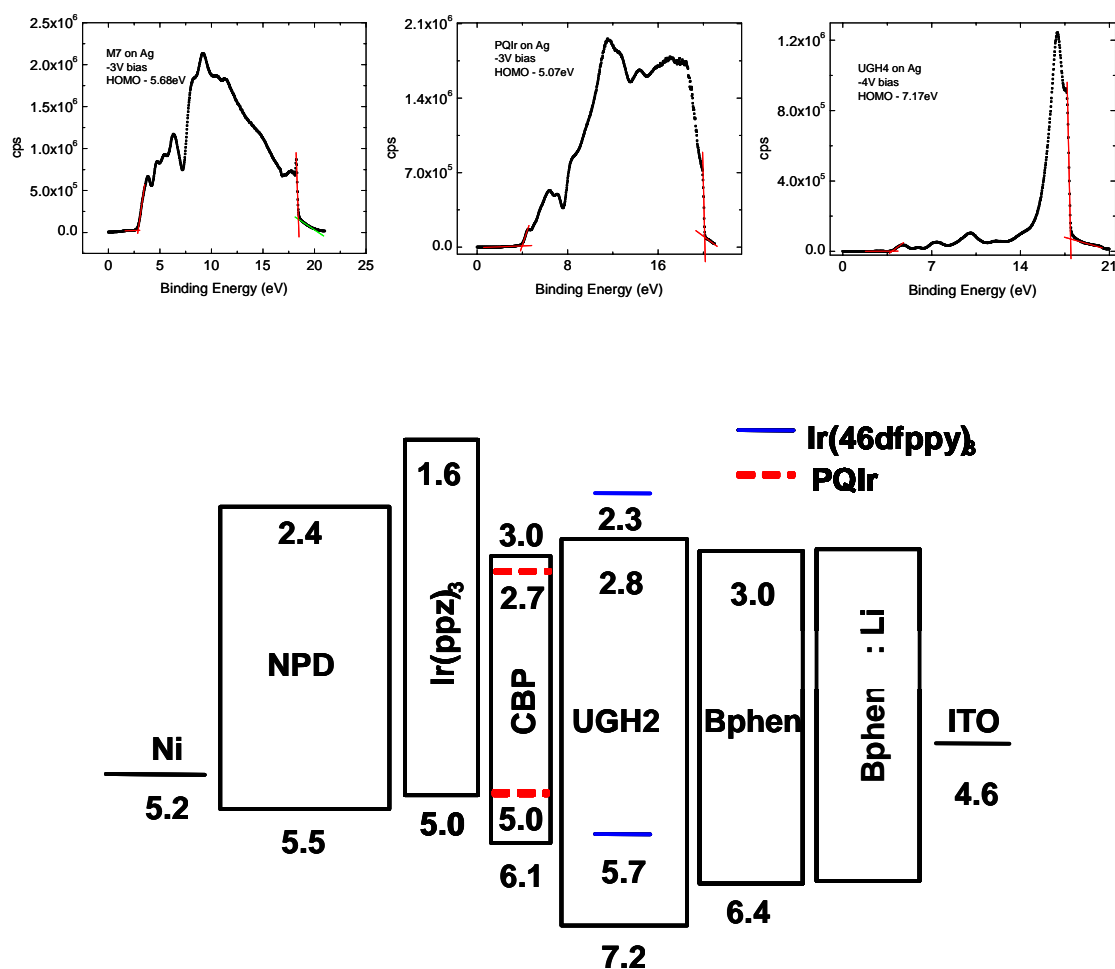 M7 on Ag
-3V bias
HOMO - 5.68eV
2.5x10⁶
2.0x10⁶
1.5x10⁶
1.0x10⁶
5.0x10⁵
0.0
cps
0 5 10 15 20 25
Binding Energy (eV)
PQIr on Ag
-3V bias
HOMO - 5.07eV
2.1x10⁶
1.4x10⁶
7.0x10⁵
0.0
cps
0 8 16
Binding Energy (eV)
UGH4 on Ag
-4V bias
HOMO - 7.17eV
1.2x10⁶
8.0x10⁵
4.0x10⁵
0.0
cps
0 7 14 21
Binding Energy (eV)
Ir(46dfppy)₃
PQIr
1.6
2.4
3.0
2.3
2.7
2.8
3.0
NPD
Ir(ppz)₃
CBP
UGH2
Bphen
Bphen : Li
Ni
ITO
5.2
4.6
5.5
5.0
5.0
6.1
5.7
6.4
7.2